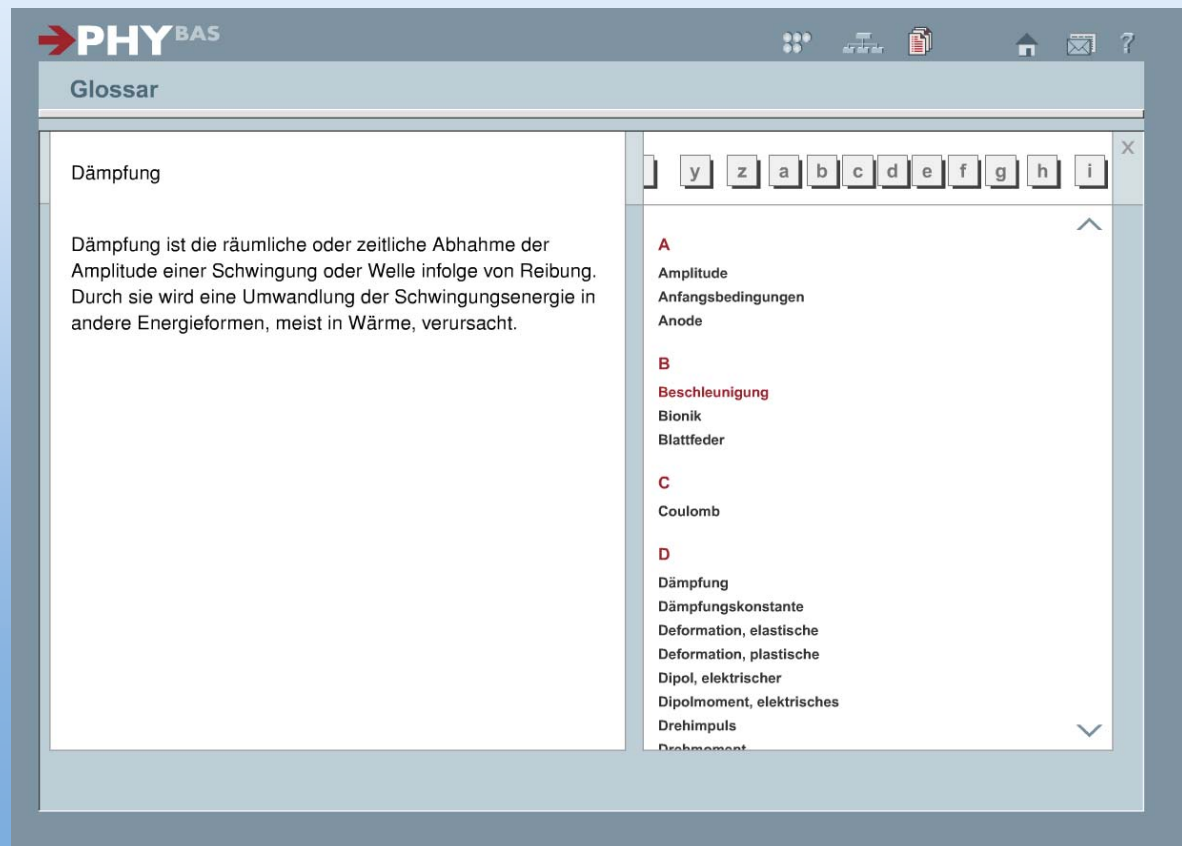 PHYBAS
?
Glossar
X
Dämpfung
y z a b c d e f g h i
Dämpfung ist die räumliche oder zeitliche Abhahme der
Amplitude einer Schwingung oder Welle infolge von Reibung.
Durch sie wird eine Umwandlung der Schwingungsenergie in
andere Energieformen, meist in Wärme, verursacht.
A
Amplitude
Anfangsbedingungen
Anode
B
Beschleunigung
Bionik
Blattfeder
C
Coulomb
D
Dämpfung
Dämpfungskonstante
Deformation, elastische
Deformation, plastische
Dipol, elektrischer
Dipolmoment, elektrisches
Drehimpuls
Drehmoment